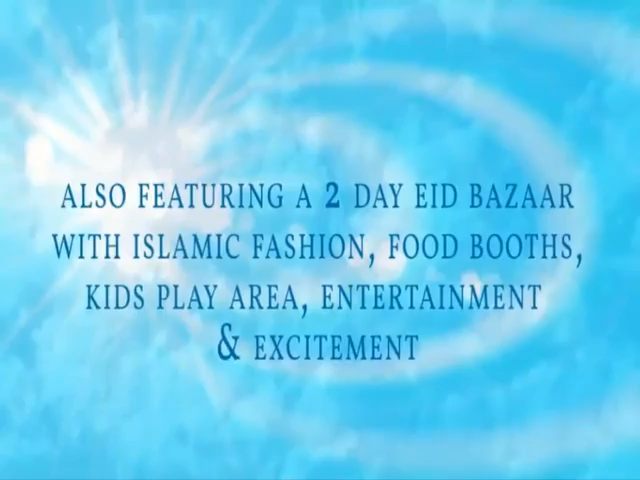 ALSO FEATURING A 2 DAY EID BAZAAR
WITH ISLAMIC FASHION, FOOD BOOTHS,
KIDS PLAY AREA, ENTERTAINMENT
& EXCITEMENT